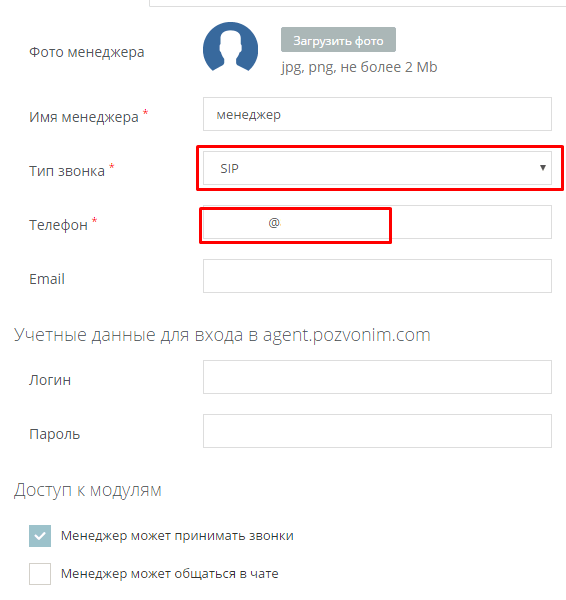 Фото менеджера
Загрузить фото
jpg, png, не более 2 Mb
Имя менеджера *
менеджер
Тип звонка *
SIP
Телефон *
@
Email
Учетные данные для входа в agent.pozvonim.com
Логин
Пароль
Доступ к модулям
Менеджер может принимать звонки
Менеджер может общаться в чате